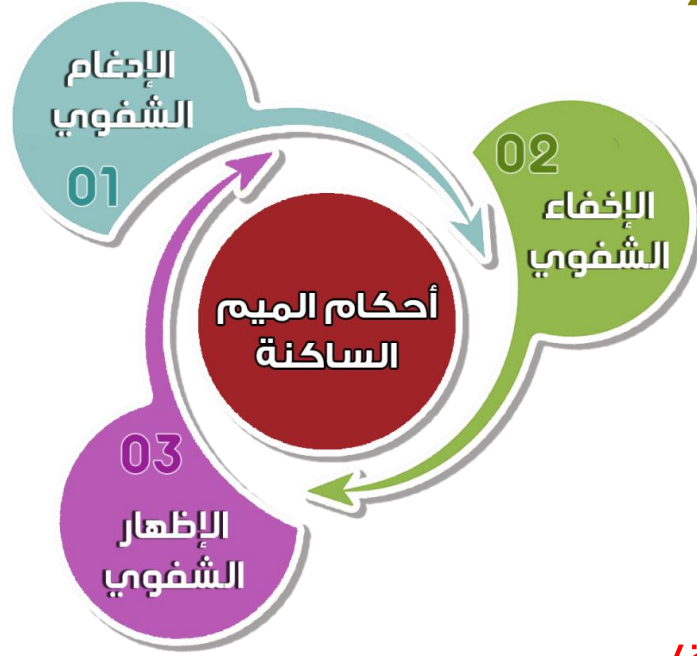 الإدغام
الشفوي
01
02
الإخفاء
الشفوي
أحكام الميم
الساكنة
03
الإظهار
الشفوي